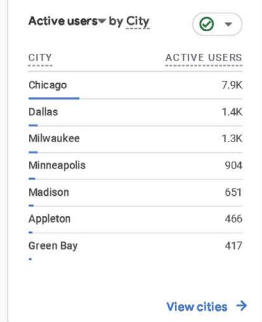 Active users by City
CITY ACTIVE USERS
Chicago 7.9K
Dallas 1.4K
Milwaukee 1.3K
Minneapolis 904
Madison 651
Appleton 466
Green Bay 417
View cities